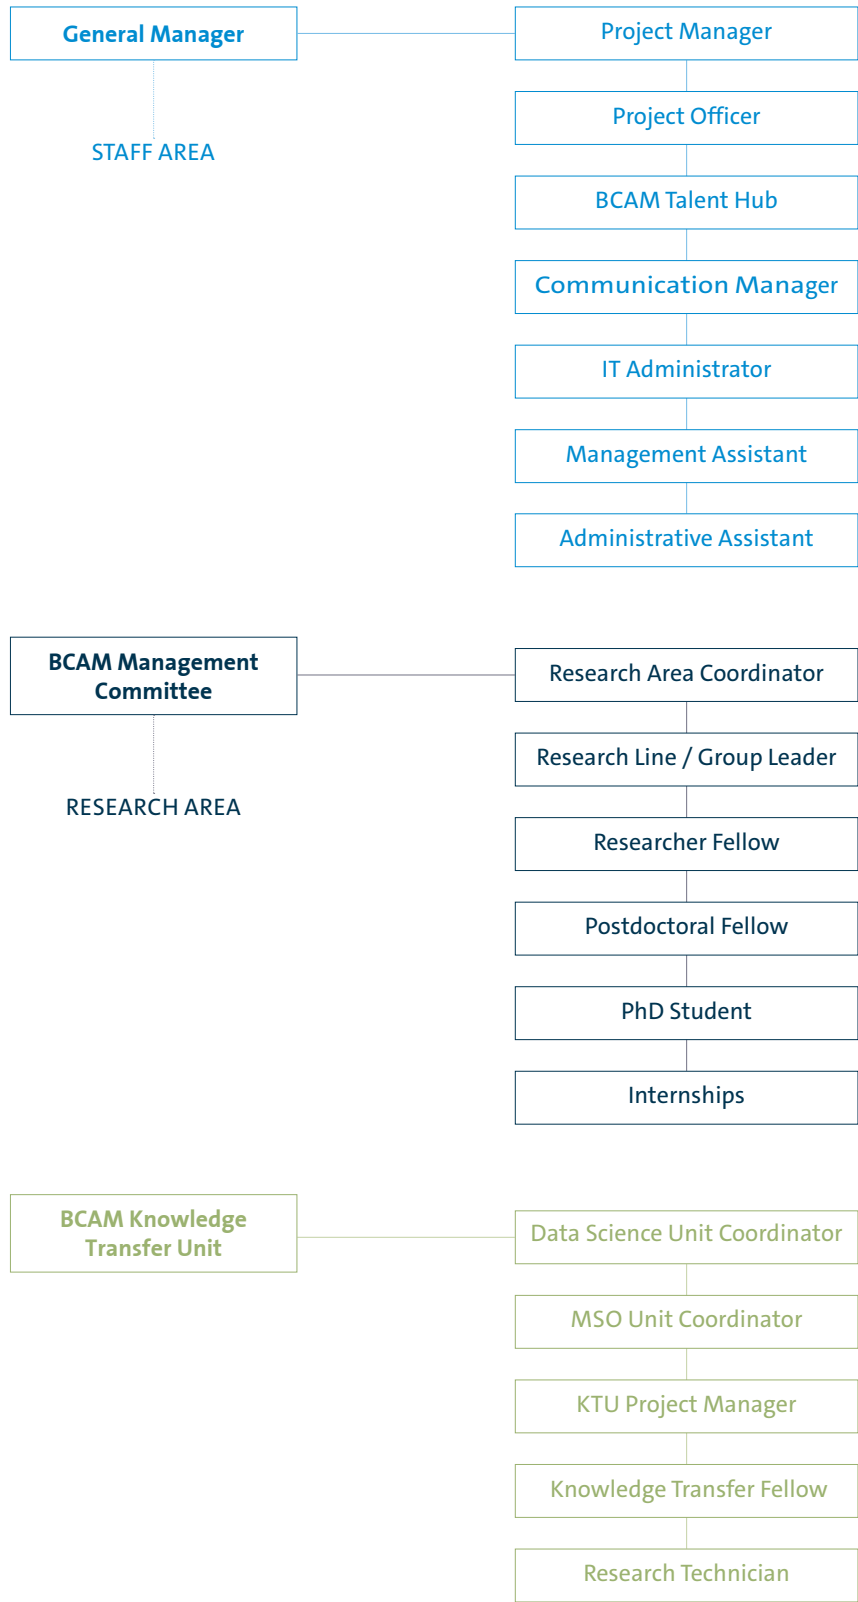 General Manager
Project Manager
Project Officer
STAFF AREA
BCAM Talent Hub
Communication Manager
IT Administrator
Management Assistant
Administrative Assistant
BCAM Management
Committee
Research Area Coordinator
Research Line / Group Leader
RESEARCH AREA
Researcher Fellow
Postdoctoral Fellow
PhD Student
Internships
BCAM Knowledge
Transfer Unit
Data Science Unit Coordinator
MSO Unit Coordinator
KTU Project Manager
Knowledge Transfer Fellow
Research Technician